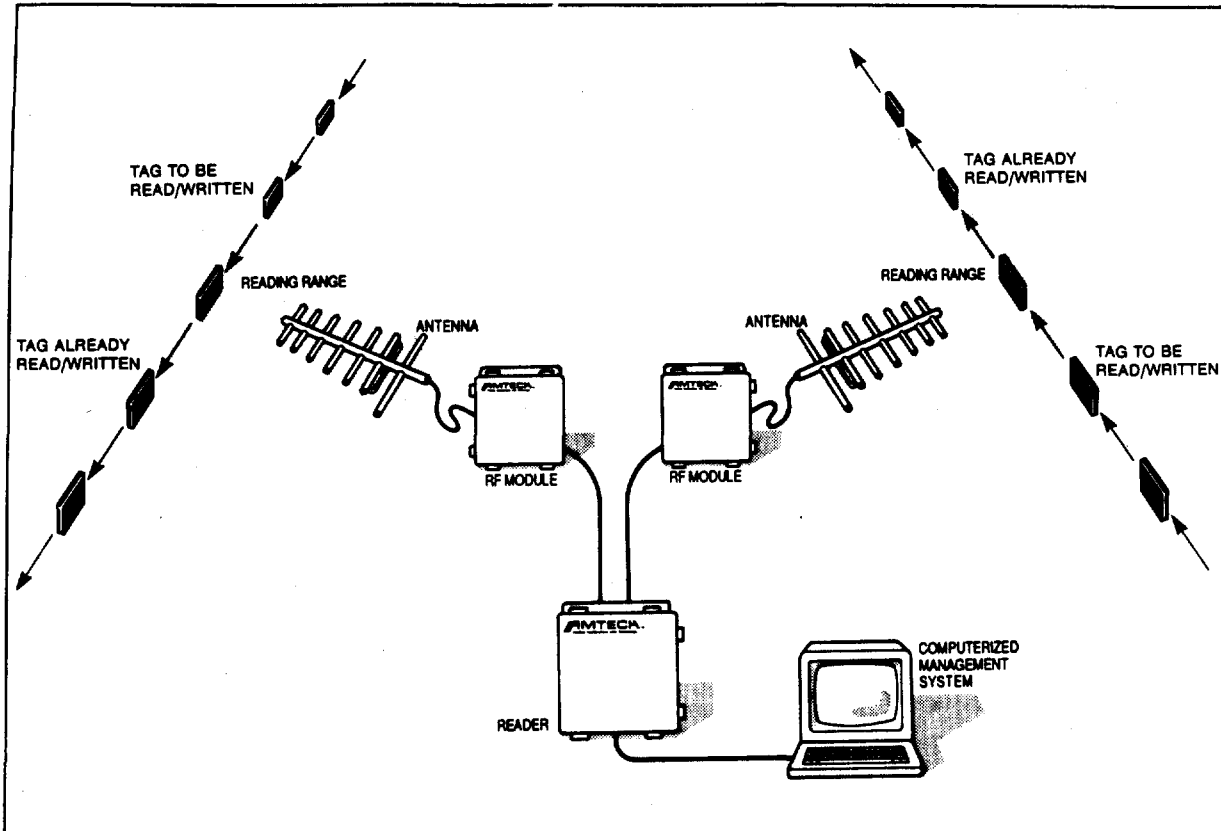 TAG TO BE
READ/WRITTEN
TAG ALREADY
READ/WRITTEN
READING RANGE
READING RANGE
ANTENNA
ANTENNA
TAG ALREADY
READ/WRITTEN
TAG TO BE
READ/WRITTEN
AMTECH.
AMTECH.
RF MODULE
RF MODULE
AMTECH.
COMPUTERIZED
MANAGEMENT
SYSTEM
READER